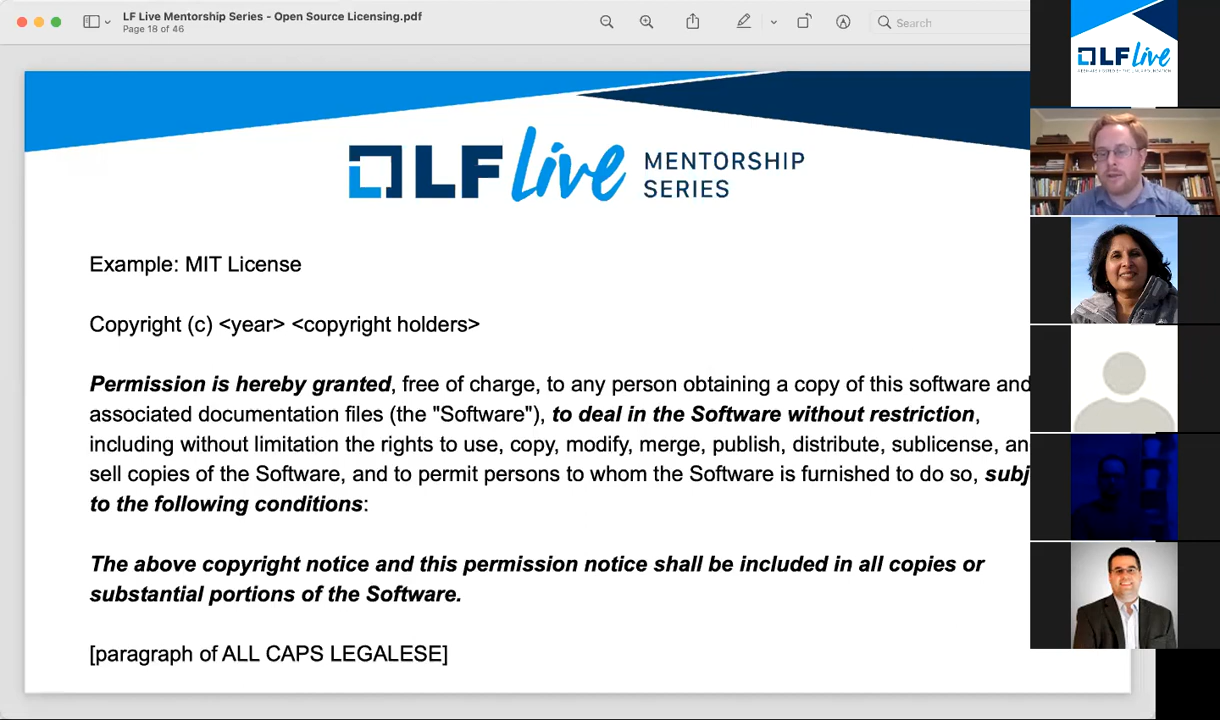 LF Live Mentorship Series - Open Source Licensing.pdf
Page 18 of 46
Search
LF Live
LF Live MENTORSHIP
SERIES
Example: MIT License
Copyright (c) <year> <copyright holders>
Permission is hereby granted, free of charge, to any person obtaining a copy of this software and
associated documentation files (the "Software"), to deal in the Software without restriction,
including without limitation the rights to use, copy, modify, merge, publish, distribute, sublicense, an
sell copies of the Software, and to permit persons to whom the Software is furnished to do so, subj
to the following conditions:
The above copyright notice and this permission notice shall be included in all copies or
substantial portions of the Software.
[paragraph of ALL CAPS LEGALESE]